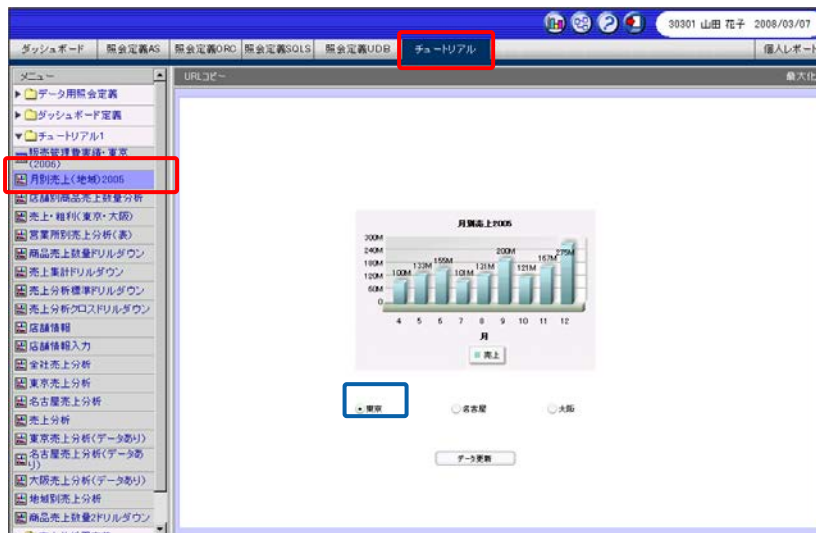 30301 山田 花子 2008/03/07
ダッシュボード 照会定義AS 照会定義ORC 照会定義SQLS 照会定義UDB チュートリアル 個人レポート
メニュー
URLコピー 最大化
データ用照会定義
ダッシュボード定義
チュートリアル1
販売管理費実績・東京
(2006)
月別売上(地域)2005
店舗別商品売上数量分析
売上・粗利(東京・大阪)
営業所別売上分析(表)
商品売上数量ドリルダウン
売上集計ドリルダウン
売上分析標準ドリルダウン
売上分析クロスドリルダウン
店舗情報
店舗情報入力
全社売上分析
東京売上分析
名古屋売上分析
売上分析
東京売上分析(データあり)
名古屋売上分析(データあ
り)
大阪売上分析(データあり)
地域別売上分析
商品売上数量2ドリルダウン
月別売上2005
300M
240M
180M
120M
60M
0
100M 133M 155M 101M 131M 200M 121M 167M 275M
4 5 6 7 8 9 10 11 12
月
売上
東京 名古屋 大阪
データ更新